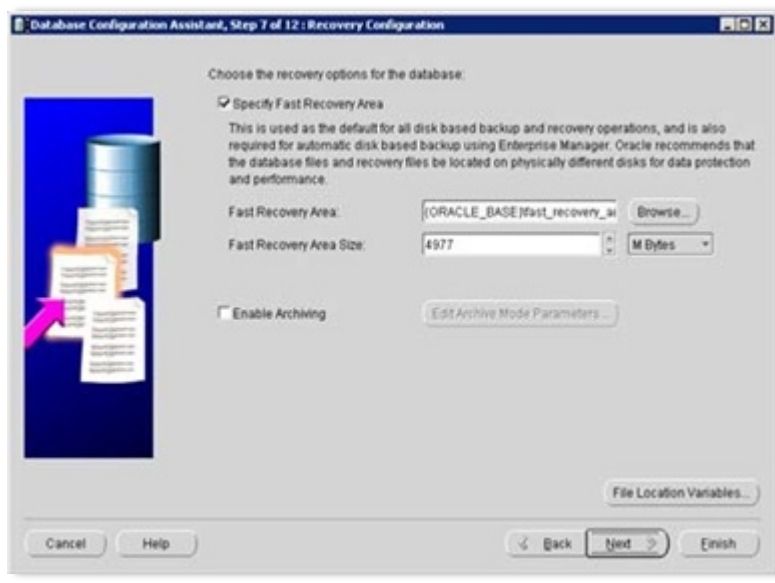 Database Configuration Assistant, Step 7 of 12 : Recovery Configuration
Choose the recovery options for the database:
Specify Fast Recovery Area
This is used as the default for all disk based backup and recovery operations, and is also
required for automatic disk based backup using Enterprise Manager. Oracle recommends that
the database files and recovery files be located on physically different disks for data protection
and performance.
Fast Recovery Area: {ORACLE_BASE}\fast_recovery_a Browse...
Fast Recovery Area Size: 4977 M Bytes
Enable Archiving Edit Archive Mode Parameters ...
File Location Variables...
Cancel Help Back Next Finish